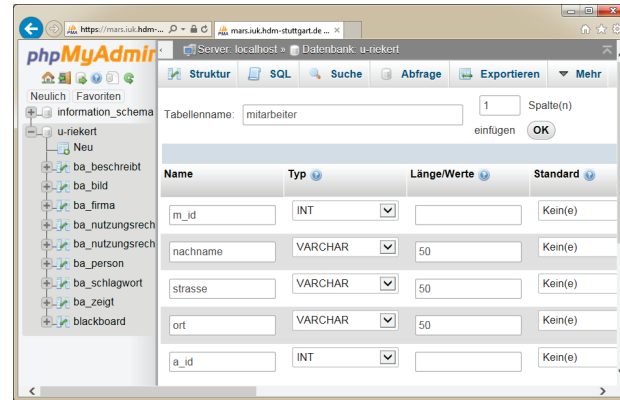 https://mars.iuk.hdm-... mars.iuk.hdm-stuttgart.de ...
phpMyAdmin
Server: localhost » Datenbank: u-riekert
Struktur SQL Suche Abfrage Exportieren Mehr
Neulich Favoriten
information_schema
u-riekert
Neu
ba_beschreibt
ba_bild
ba_firma
ba_nutzungsrech
ba_nutzungsrech
ba_person
ba_schlagwort
ba_zeigt
blackboard
Tabellenname: mitarbeiter 1 Spalte(n)
einfügen OK
Name Typ Länge/Werte Standard
m_id INT Kein(e)
nachname VARCHAR 50 Kein(e)
strasse VARCHAR 50 Kein(e)
ort VARCHAR 50 Kein(e)
a_id INT Kein(e)